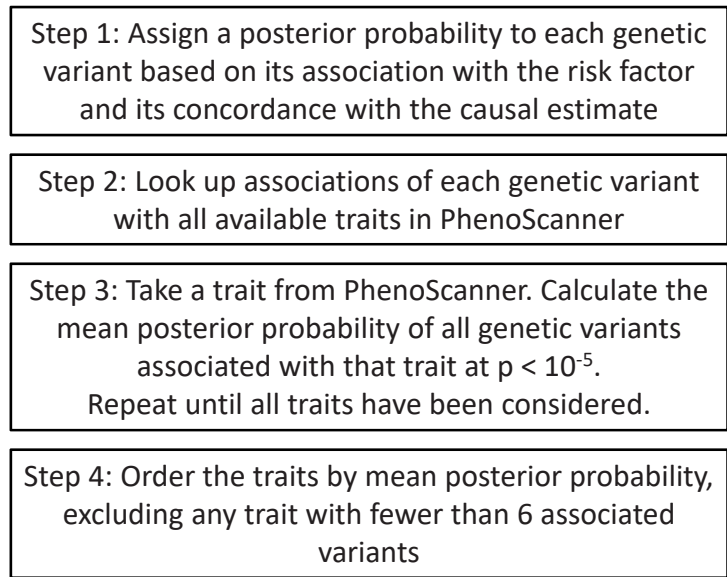 Step 1: Assign a posterior probability to each genetic
variant based on its association with the risk factor
and its concordance with the causal estimate
Step 2: Look up associations of each genetic variant
with all available traits in PhenoScanner
Step 3: Take a trait from PhenoScanner. Calculate the
mean posterior probability of all genetic variants
associated with that trait at p < 10⁻⁵.
Repeat until all traits have been considered.
Step 4: Order the traits by mean posterior probability,
excluding any trait with fewer than 6 associated
variants